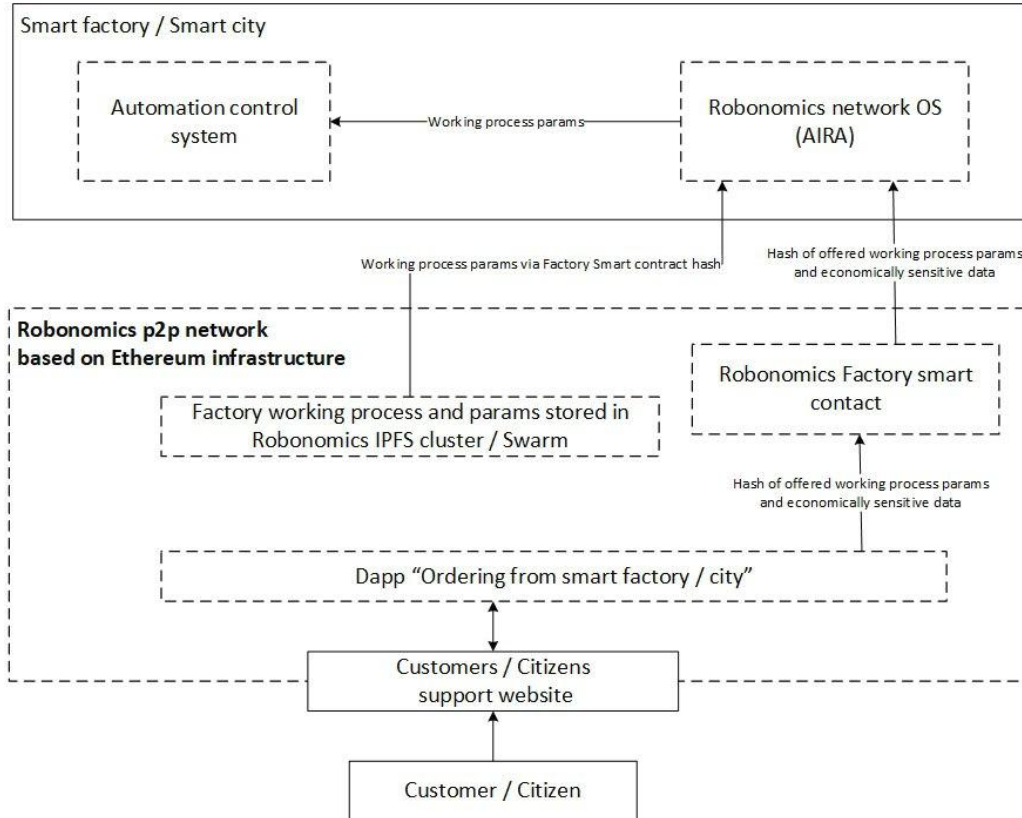 Smart factory / Smart city
Automation control
system
Working process params
Robonomics network OS
(AIRA)
Working process params via Factory Smart contract hash
Hash of offered working process params
and economically sensitive data
Robonomics p2p network
based on Ethereum infrastructure
Robonomics Factory smart
contact
Factory working process and params stored in
Robonomics IPFS cluster / Swarm
Hash of offered working process params
and economically sensitive data
Dapp “Ordering from smart factory / city”
Customers / Citizens
support website
Customer / Citizen